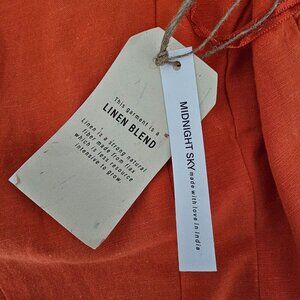 This garment is a
LINEN BLEND
Linen is A strong natural
fiber made from flax
which is less resource
intensive to grow.
MIDNIGHT SKY made with love in india